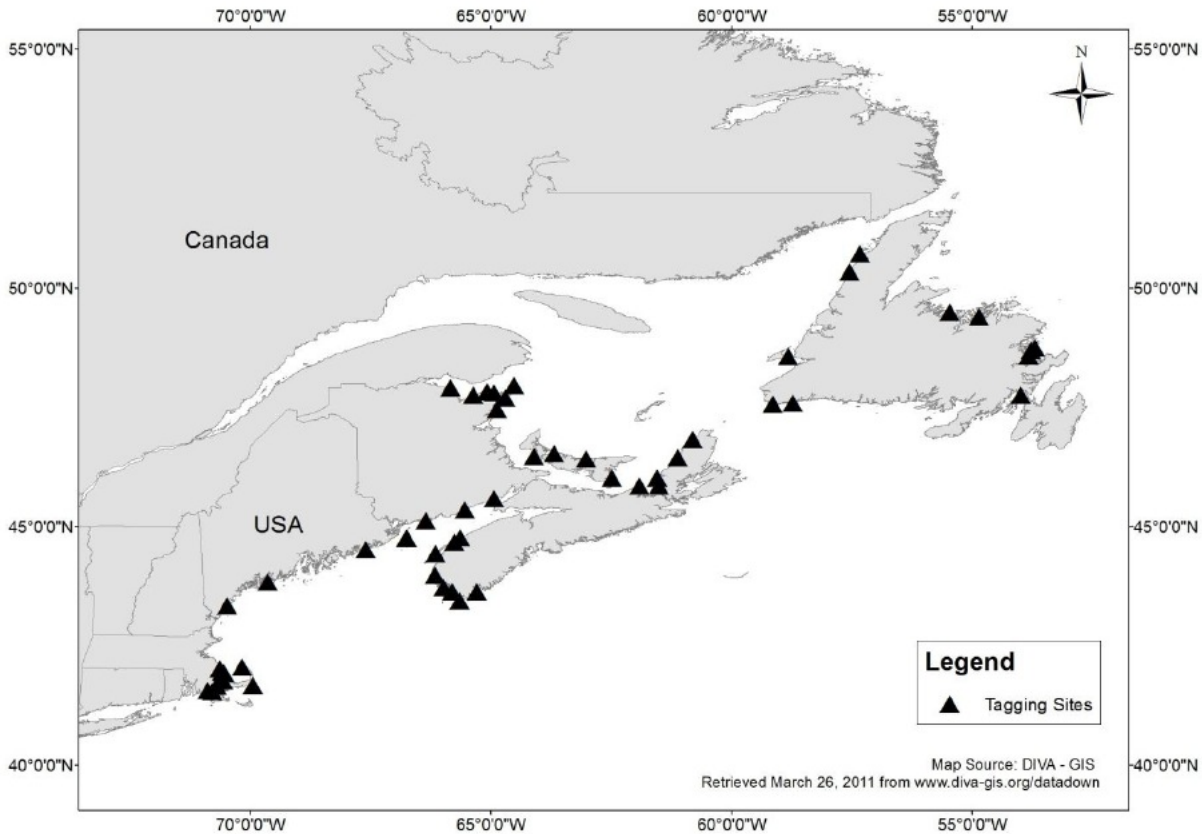 70°0'0"W 65°0'0"W 60°0'0"W 55°0'0"W
55°0'0"N 55°0'0"N
N
Canada
50°0'0"N 50°0'0"N
USA
45°0'0"N 45°0'0"N
Legend
Tagging Sites
40°0'0"N 40°0'0"N
Map Source: DIVA - GIS
Retrieved March 26, 2011 from www.diva-gis.org/datadown
70°0'0"W 65°0'0"W 60°0'0"W 55°0'0"W